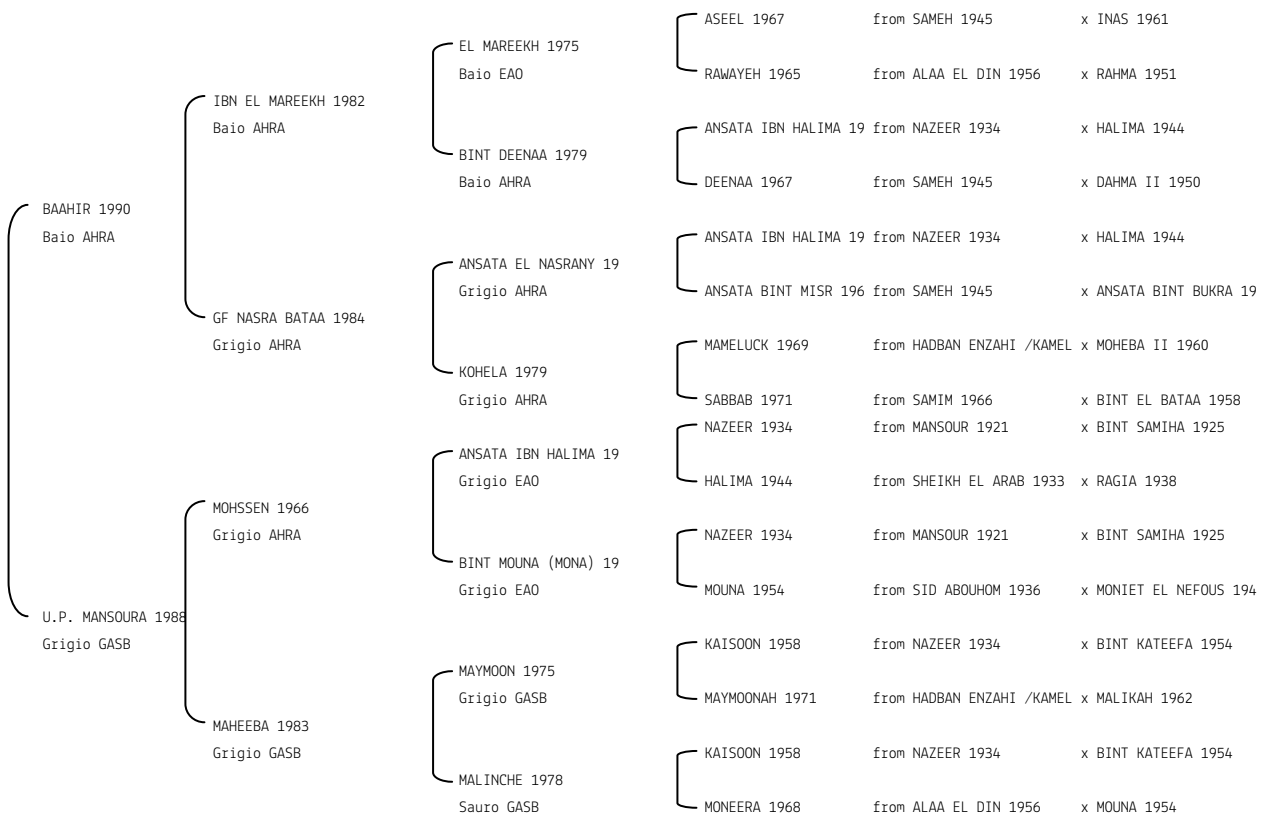 ASEEL 1967 from SAMEH 1945 x INAS 1961
EL MAREEKH 1975
Baio EAO RAWAYEH 1965 from ALAA EL DIN 1956 x RAHMA 1951
IBN EL MAREEKH 1982
Baio AHRA ANSATA IBN HALIMA 19 from NAZEER 1934 x HALIMA 1944
BINT DEENAA 1979
Baio AHRA DEENAA 1967 from SAMEH 1945 x DAHMA II 1950
BAAHIR 1990
Baio AHRA ANSATA IBN HALIMA 19 from NAZEER 1934 x HALIMA 1944
ANSATA EL NASRANY 19
Grigio AHRA ANSATA BINT MISR 196 from SAMEH 1945 x ANSATA BINT BUKRA 19
GF NASRA BATAA 1984
Grigio AHRA MAMELUCK 1969 from HADBAN ENZAHI /KAMEL x MOHEBA II 1960
KOHELA 1979
Grigio AHRA SABBAB 1971 from SAMIM 1966 x BINT EL BATAA 1958
NAZEER 1934 from MANSOUR 1921 x BINT SAMIHA 1925
ANSATA IBN HALIMA 19
Grigio EAO HALIMA 1944 from SHEIKH EL ARAB 1933 x RAGIA 1938
MOHSSEN 1966
Grigio AHRA NAZEER 1934 from MANSOUR 1921 x BINT SAMIHA 1925
BINT MOUNA (MONA) 19
Grigio EAO MOUNA 1954 from SID ABOUHOM 1936 x MONIET EL NEFOUS 194
U.P. MANSOURA 1988
Grigio GASB KAISOON 1958 from NAZEER 1934 x BINT KATEEFA 1954
MAYMOON 1975
Grigio GASB MAYMOONAH 1971 from HADBAN ENZAHI /KAMEL x MALIKAH 1962
MAHEEBA 1983
Grigio GASB KAISOON 1958 from NAZEER 1934 x BINT KATEEFA 1954
MALINCHE 1978
Sauro GASB MONEERA 1968 from ALAA EL DIN 1956 x MOUNA 1954